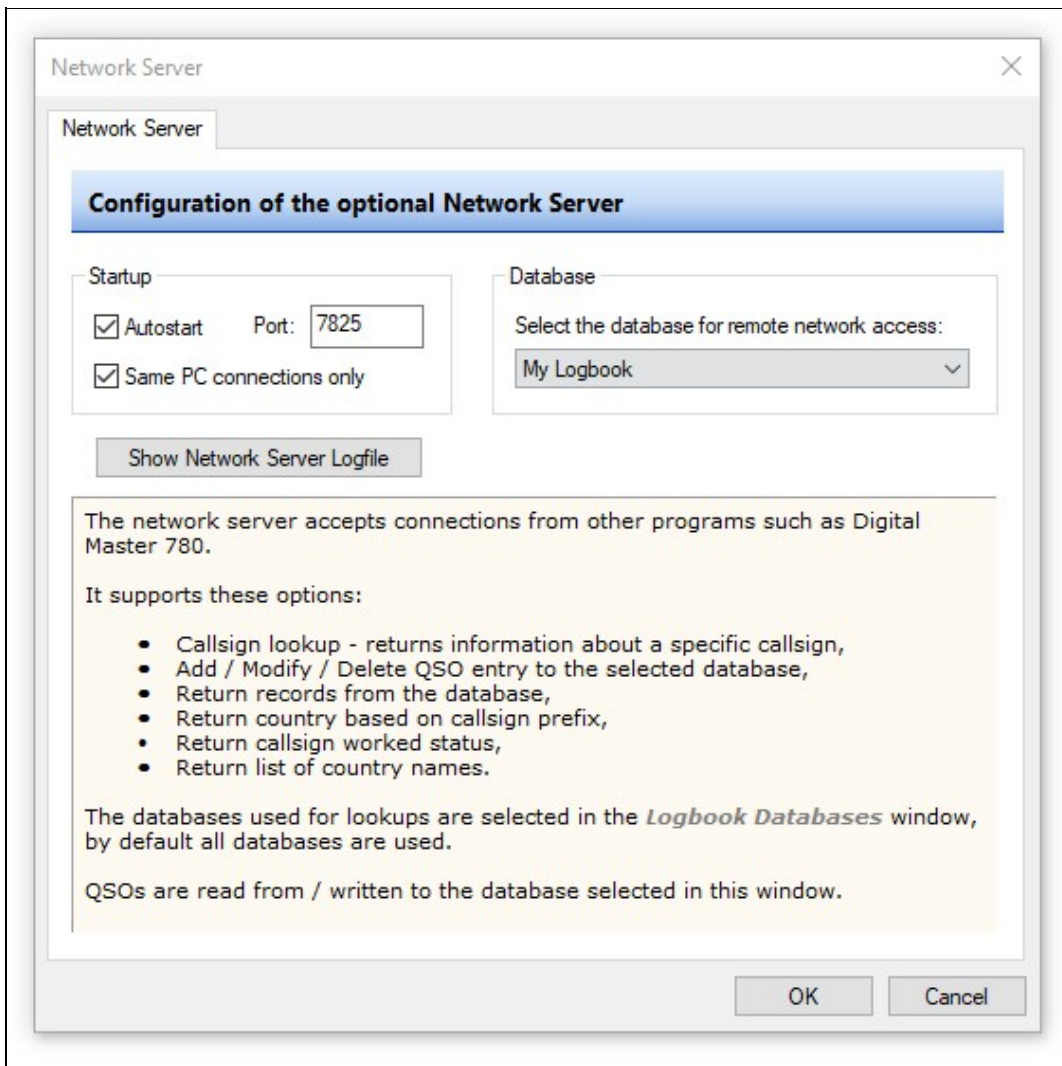 Network Server
Network Server
Configuration of the optional Network Server
Startup
Autostart Port: 7825
Same PC connections only
Database
Select the database for remote network access:
My Logbook
Show Network Server Logfile
The network server accepts connections from other programs such as Digital
Master 780.
It supports these options:
• Callsign lookup - returns information about a specific callsign,
• Add / Modify / Delete QSO entry to the selected database,
• Return records from the database,
• Return country based on callsign prefix,
• Return callsign worked status,
• Return list of country names.
The databases used for lookups are selected in the Logbook Databases window,
by default all databases are used.
QSOs are read from / written to the database selected in this window.
OK Cancel